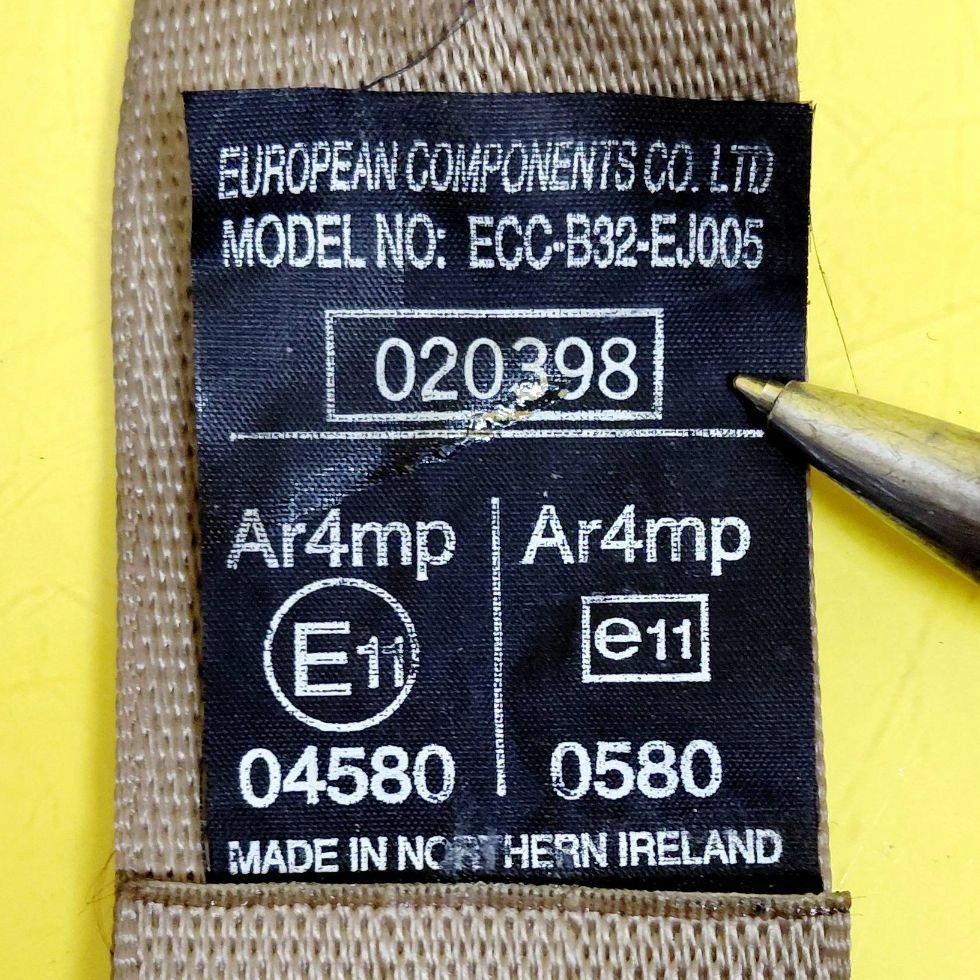 EUROPEAN COMPONENTS CO. LTD
MODEL NO: ECC-B32-EJ005
020398
Ar4mp Ar4mp
E11 e11
04580 0580
MADE IN NORTHERN IRELAND